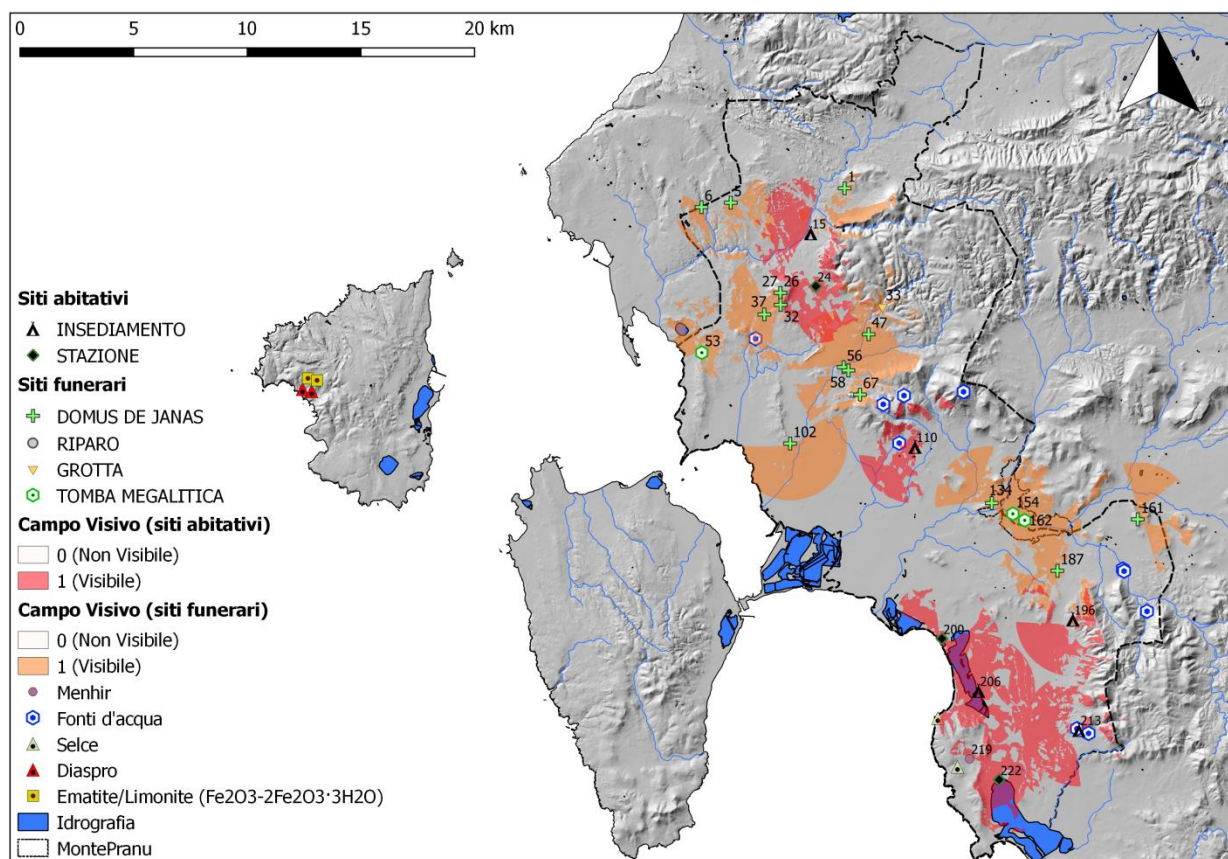 0 5 10 15 20 km
Siti abitativi
INSEDIAMENTO
STAZIONE
Siti funerari
DOMUS DE JANAS
RIPARO
GROTTA
TOMBA MEGALITICA
Campo Visivo (siti abitativi)
0 (Non Visibile)
1 (Visibile)
Campo Visivo (siti funerari)
0 (Non Visibile)
1 (Visibile)
Menhir
Fonti d'acqua
Selce
Diaspro
Ematite/Limonite (Fe2O3-2Fe2O3·3H2O)
Idrografia
MontePranu
1
6 5
15
27 26 24
37 32 33
47
53
56
58 67
102 110
134 154
162 161
187
196
200
206
213
219
222